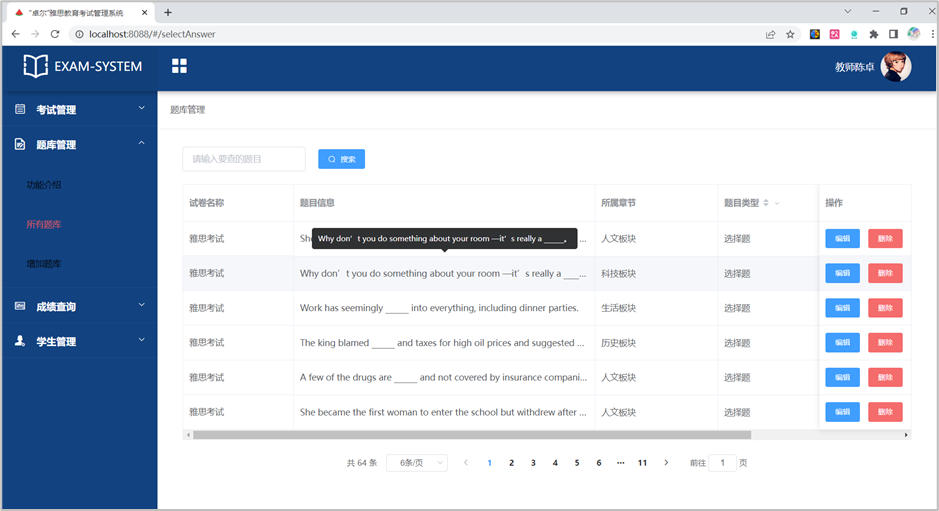 "卓尔"雅思教育考试管理系统
localhost:8088/#/selectAnswer
EXAM-SYSTEM
教师陈卓
考试管理
题库管理
功能介绍
所有题库
增加题库
成绩查询
学生管理
题库管理
请输入要查的题目
搜索
试卷名称 题目信息 所属章节 题目类型 操作
Why don't you do something about your room —it's really a _____。
雅思考试 人文板块 选择题 编辑 删除
雅思考试 Why don't you do something about your room —it's really a ___... 科技板块 选择题 编辑 删除
雅思考试 Work has seemingly _____ into everything, including dinner parties. 生活板块 选择题 编辑 删除
雅思考试 The king blamed _____ and taxes for high oil prices and suggested ... 历史板块 选择题 编辑 删除
雅思考试 A few of the drugs are _____ and not covered by insurance compani... 人文板块 选择题 编辑 删除
雅思考试 She became the first woman to enter the school but withdrew after ... 人文板块 选择题 编辑 删除
共 64 条 6条/页 1 2 3 4 5 6 ··· 11 前往 1 页